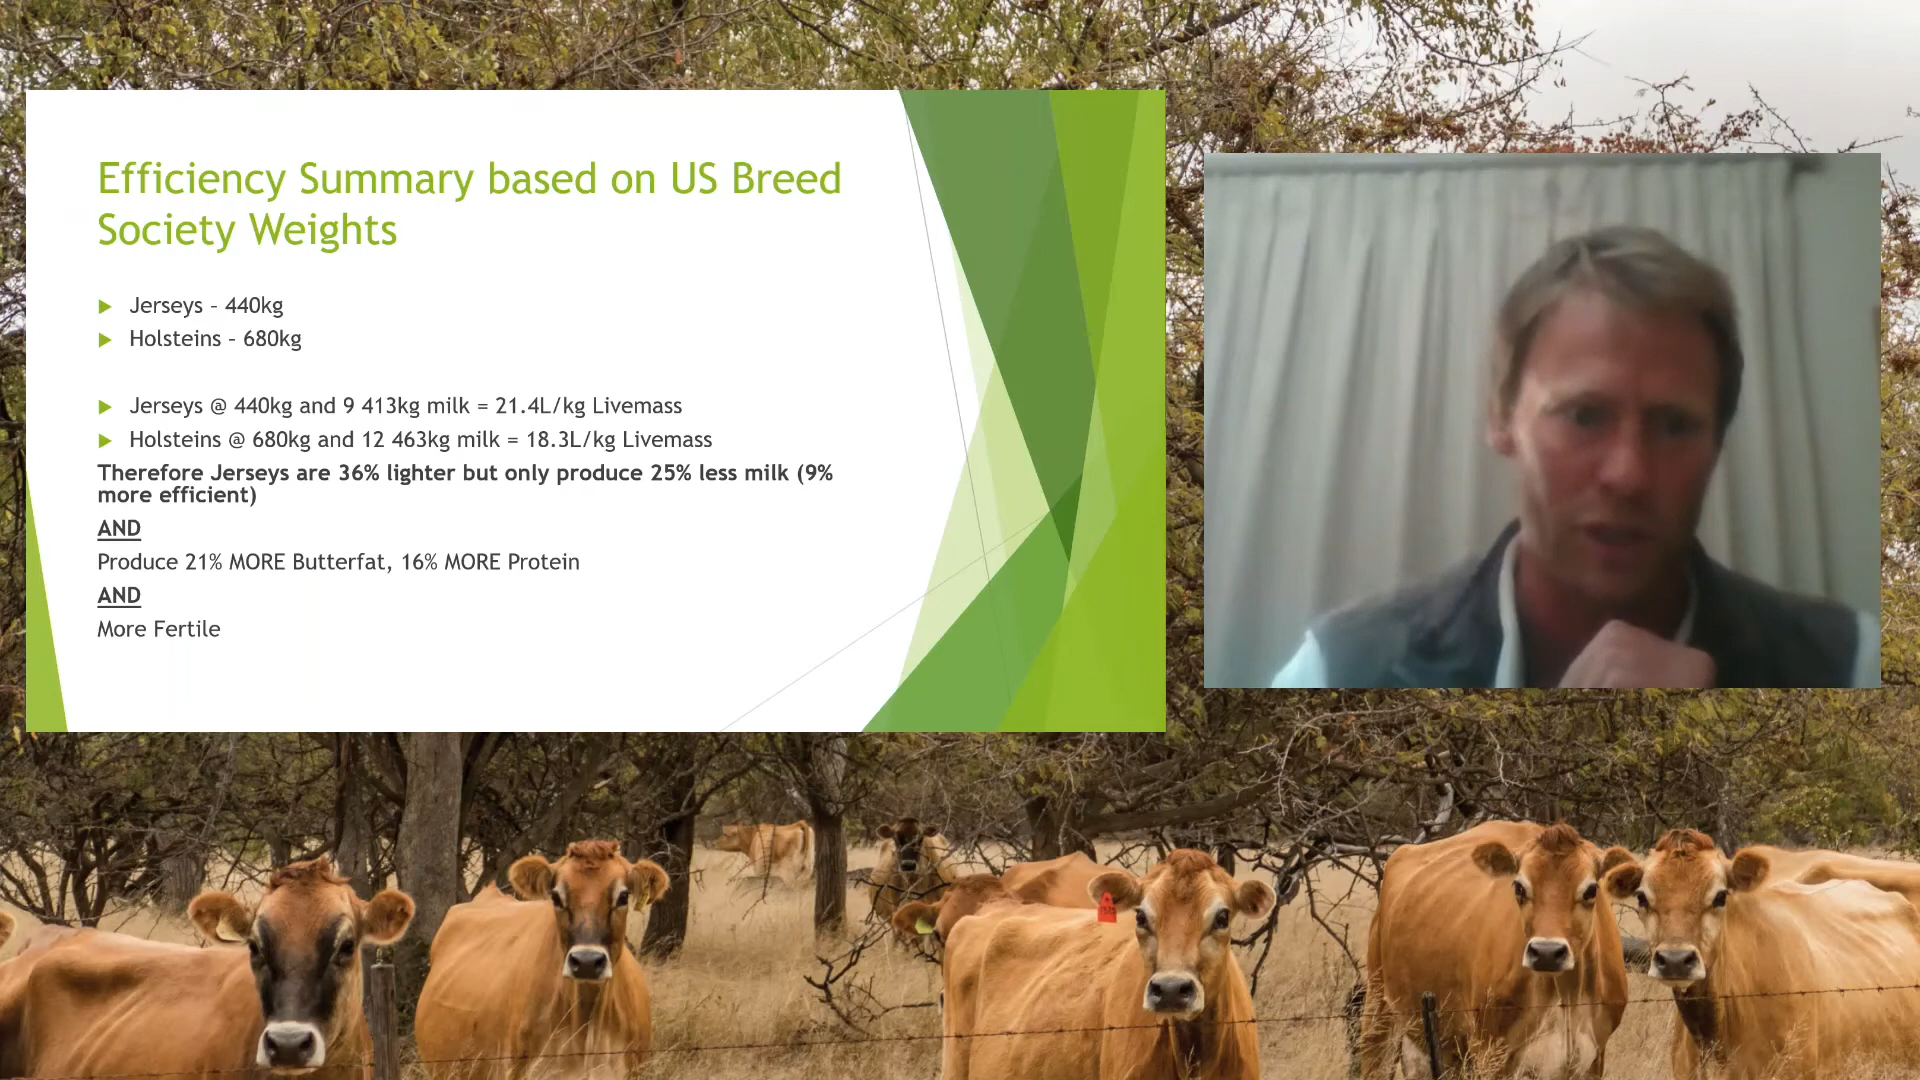 Efficiency Summary based on US Breed
Society Weights
Jerseys – 440kg
Holsteins – 680kg
Jerseys @ 440kg and 9 413kg milk = 21.4L/kg Livemass
Holsteins @ 680kg and 12 463kg milk = 18.3L/kg Livemass
Therefore Jerseys are 36% lighter but only produce 25% less milk (9%
more efficient)
AND
Produce 21% MORE Butterfat, 16% MORE Protein
AND
More Fertile